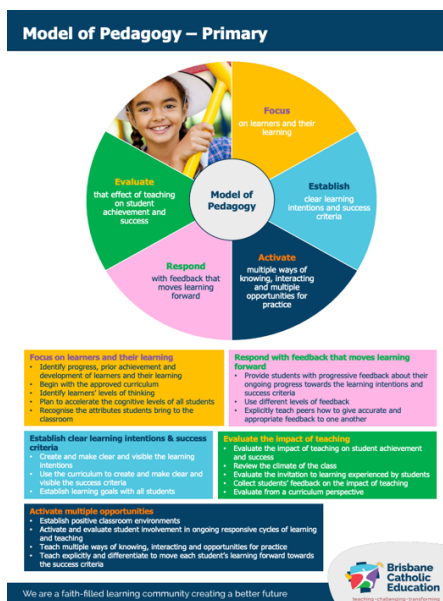 Model of Pedagogy – Primary
Focus
on learners and their
learning
Establish
clear learning
intentions and success
criteria
Activate
multiple ways of
knowing, interacting
and multiple
opportunities for
practice
Respond
with feedback that
moves learning
forward
Evaluate
that effect of teaching
on student
achievement and
success
Model of
Pedagogy
Focus on learners and their learning
• Identify progress, prior achievement and
development of learners and their learning
• Begin with the approved curriculum
• Identify learners' levels of thinking
• Plan to accelerate the cognitive levels of all students
• Recognise the attributes students bring to the
classroom
Respond with feedback that moves learning
forward
• Provide students with progressive feedback about their
ongoing progress towards the learning intentions and
success criteria
• Use different levels of feedback
• Explicitly teach peers how to give accurate and
appropriate feedback to one another
Establish clear learning intentions & success
criteria
• Create and make clear and visible the learning
intentions
• Use the curriculum to create and make clear and
visible the success criteria
• Establish learning goals with all students
Evaluate the impact of teaching
• Evaluate the impact of teaching on student achievement and
success
• Review the climate of the class
• Evaluate the invitation to learning experienced by students
• Collect students' feedback on the impact of teaching
• Evaluate from a curriculum perspective
Activate multiple opportunities
• Establish positive classroom environments
• Activate and evaluate student involvement in ongoing responsive cycles of learning
and teaching
• Teach multiple ways of knowing, interacting and opportunities for practice
• Teach explicitly and differentiate to move each student's learning forward towards
the success criteria
We are a faith-filled learning community creating a better future
Brisbane
Catholic
Education
teaching-challenging-transforming